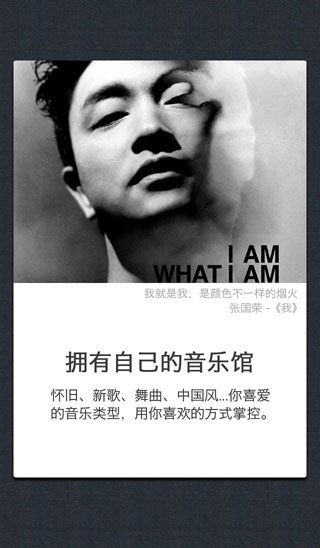 I AM
WHAT I AM
我就是我，是颜色不一样的烟火
张国荣 -《我》
拥有自己的音乐馆
怀旧、新歌、舞曲、中国风...你喜爱
的音乐类型，用你喜欢的方式掌控。